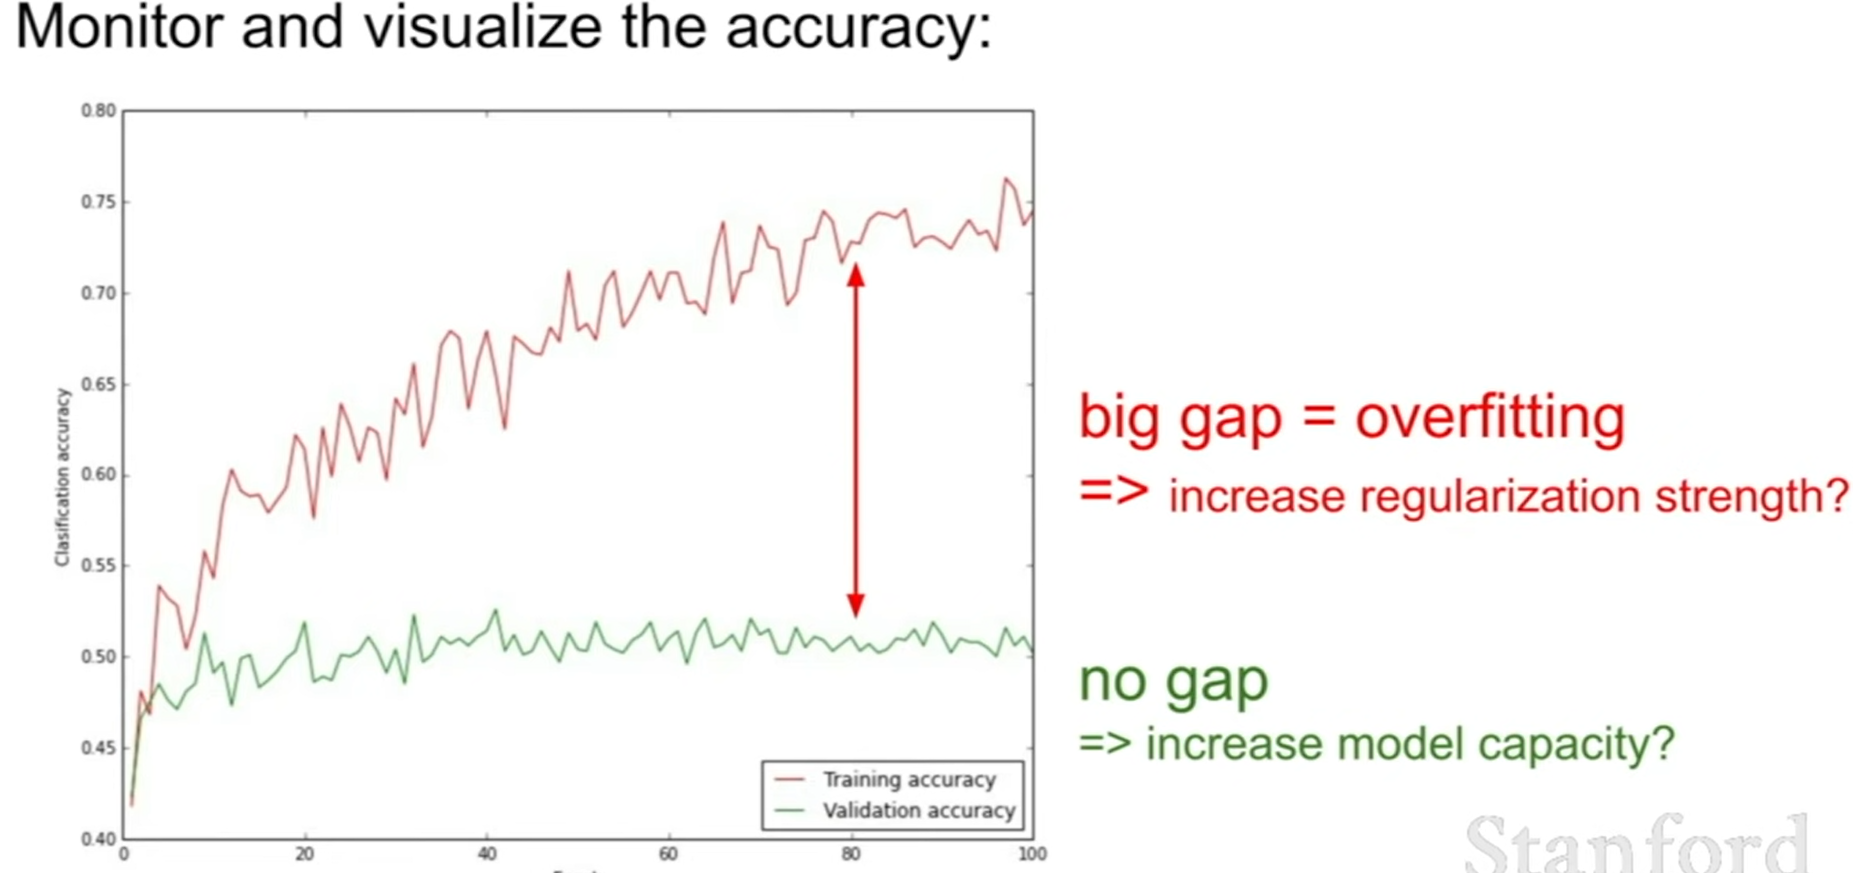 Monitor and visualize the accuracy:
0.80
0.75
0.70
0.65
0.60
0.55
0.50
0.45
0.40
Clasification accuracy
0
20
40
60
80
100
Training accuracy
Validation accuracy
big gap = overfitting
=> increase regularization strength?
no gap
=> increase model capacity?
Stanford